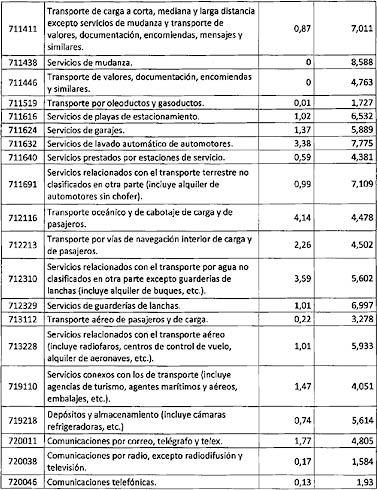 Transporte de carga a corta, mediana y larga distancia
excepto servicios de mudanza y transporte de
711411 valores, documentación, encomiendas, mensajes y 0,87 7,011
similares.
711438 Servicios de mudanza. 0 8,588
711446 Transporte de valores, documentación, encomiendas 0 4,763
y similares.
711519 Transporte por oleoductos y gasoductos. 0,01 1,727
711616 Servicios de playas de estacionamiento. 1,02 6,532
711624 Servicios de garajes. 1,37 5,889
711632 Servicios de lavado automático de automotores. 3,38 7,775
711640 Servicios prestados por estaciones de servicio. 0,59 4,381
Servicios relacionados con el transporte terrestre no
711691 clasificados en otra parte (incluye alquiler de 0,99 7,109
automotores sin chofer).
712116 Transporte oceánico y de cabotaje de carga y de 4,14 4,478
pasajeros.
712213 Transporte por vías de navegación interior de carga y 2,26 4,502
de pasajeros.
Servicios relacionados con el transporte por agua no
712310 clasificados en otra parte excepto guarderías de 3,59 5,602
lanchas (incluye alquiler de buques, etc.).
712329 Servicios de guarderías de lanchas. 1,01 6,997
713112 Transporte aéreo de pasajeros y de carga. 0,22 3,278
Servicios relacionados con el transporte aéreo
713228 (incluye radiofaros, centros de control de vuelo, 1,01 5,933
alquiler de aeronaves, etc.).
Servicios conexos con los de transporte (incluye
719110 agencias de turismo, agentes marítimos y aéreos, 1,47 4,051
embalajes, etc.).
719218 Depósitos y almacenamiento (incluye cámaras 0,74 5,614
refrigeradoras, etc.)
720011 Comunicaciones por correo, telégrafo y telex. 1,77 4,805
720038 Comunicaciones por radio, excepto radiodifusión y 0,17 1,584
televisión.
720046 Comunicaciones telefónicas. 0,13 1,93